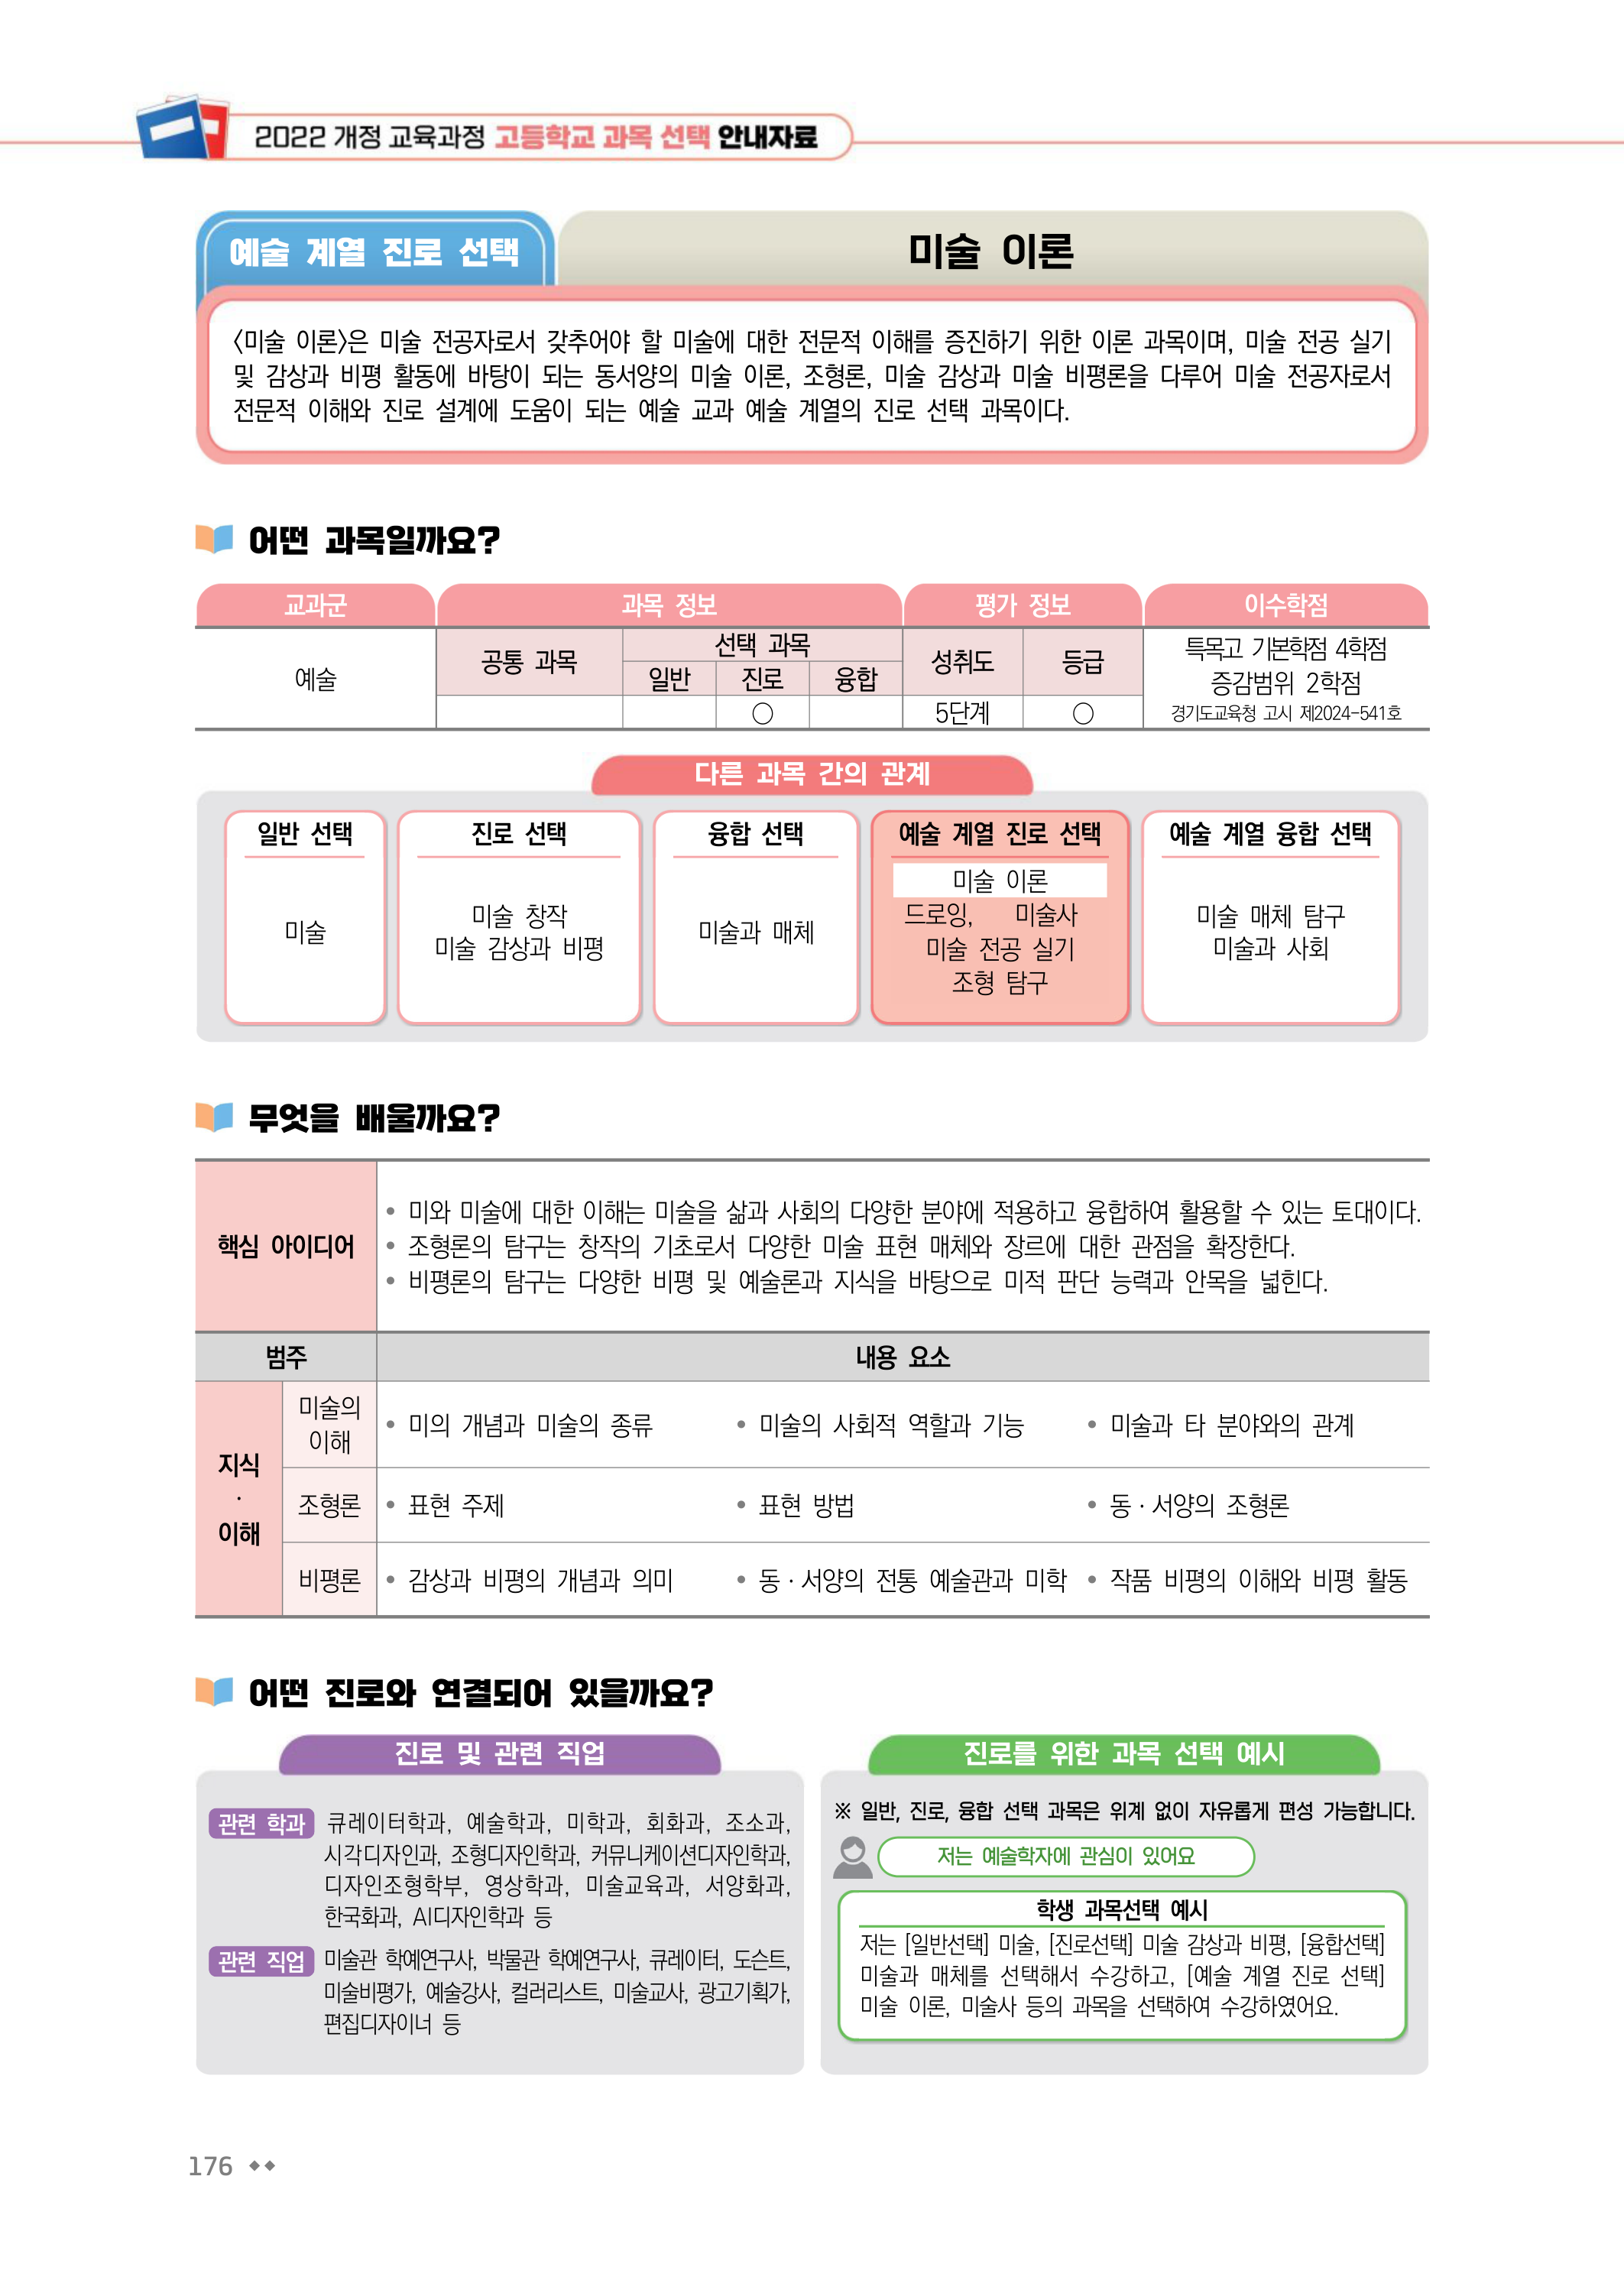 2022 개정 교육과정 고등학교 과목 선택 안내자료
예술 계열 진로 선택
미술 이론
〈미술 이론〉은 미술 전공자로서 갖추어야 할 미술에 대한 전문적 이해를 증진하기 위한 이론 과목이며, 미술 전공 실기
및 감상과 비평 활동에 바탕이 되는 동서양의 미술 이론, 조형론, 미술 감상과 미술 비평론을 다루어 미술 전공자로서
전문적 이해와 진로 설계에 도움이 되는 예술 교과 예술 계열의 진로 선택 과목이다.
어떤 과목일까요?
교과군 과목 정보 평가 정보 이수학점
예술
공통 과목
선택 과목
일반 진로 융합
○
성취도 등급
5단계 ○
특목고 기본학점 4학점
증감범위 2학점
경기도교육청 고시 제2024-541호
다른 과목 간의 관계
일반 선택
미술
진로 선택
미술 창작
미술 감상과 비평
융합 선택
미술과 매체
예술 계열 진로 선택
미술 이론
드로잉, 미술사
미술 전공 실기
조형 탐구
예술 계열 융합 선택
미술 매체 탐구
미술과 사회
무엇을 배울까요?
핵심 아이디어
• 미와 미술에 대한 이해는 미술을 삶과 사회의 다양한 분야에 적용하고 융합하여 활용할 수 있는 토대이다.
• 조형론의 탐구는 창작의 기초로서 다양한 미술 표현 매체와 장르에 대한 관점을 확장한다.
• 비평론의 탐구는 다양한 비평 및 예술론과 지식을 바탕으로 미적 판단 능력과 안목을 넓힌다.
범주 내용 요소
지식
·
이해
미술의
이해
• 미의 개념과 미술의 종류 • 미술의 사회적 역할과 기능 • 미술과 타 분야와의 관계
조형론 • 표현 주제 • 표현 방법 • 동·서양의 조형론
비평론 • 감상과 비평의 개념과 의미 • 동·서양의 전통 예술관과 미학 • 작품 비평의 이해와 비평 활동
어떤 진로와 연결되어 있을까요?
진로 및 관련 직업
관련 학과 큐레이터학과, 예술학과, 미학과, 회화과, 조소과,
시각디자인과, 조형디자인학과, 커뮤니케이션디자인학과,
디자인조형학부, 영상학과, 미술교육과, 서양화과,
한국화과, AI디자인학과 등
관련 직업 미술관 학예연구사, 박물관 학예연구사, 큐레이터, 도슨트,
미술비평가, 예술강사, 컬러리스트, 미술교사, 광고기획가,
편집디자이너 등
진로를 위한 과목 선택 예시
※ 일반, 진로, 융합 선택 과목은 위계 없이 자유롭게 편성 가능합니다.
저는 예술학자에 관심이 있어요
학생 과목선택 예시
저는 [일반선택] 미술, [진로선택] 미술 감상과 비평, [융합선택]
미술과 매체를 선택해서 수강하고, [예술 계열 진로 선택]
미술 이론, 미술사 등의 과목을 선택하여 수강하였어요.
176